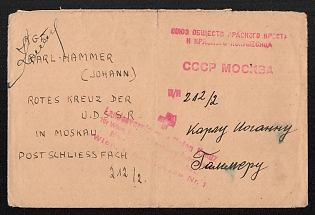 KARL-HAMMER
(JOHANN)
ROTES KREUZ DER
U.D.S.S.R
IN MOSKAU
POSTSCHLIESSFACH
212/2.
СОЮЗ ОБЩЕСТВ КРАСНОГО КРЕСТА
И КРАСНОГО ПОЛУМЕСЯЦА
СССР МОСКВА
П/Я 212/2
Карлу Иоганну
Гаммеру